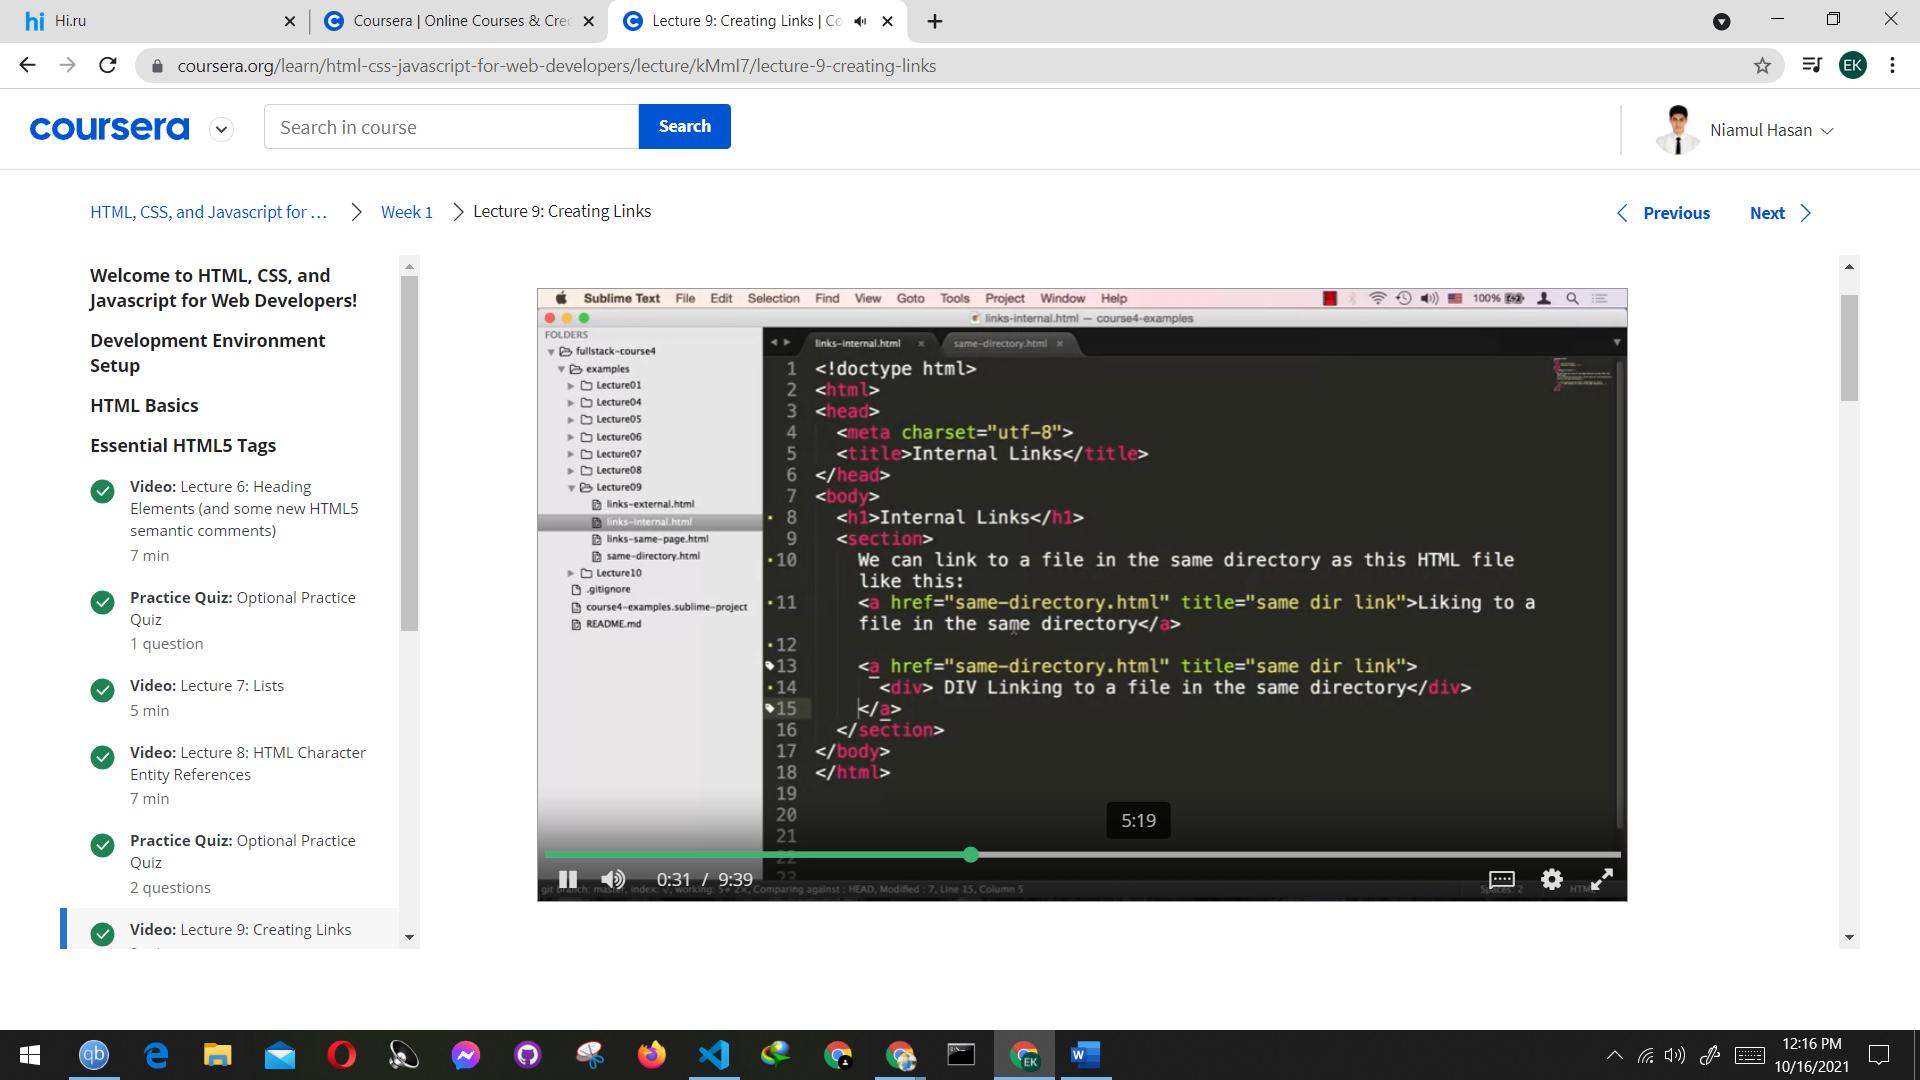 Hi.ru
Coursera | Online Courses & Cre
Lecture 9: Creating Links | Co
coursera.org/learn/html-css-javascript-for-web-developers/lecture/kMmI7/lecture-9-creating-links
EK
coursera
Search in course
Search
Niamul Hasan
HTML, CSS, and Javascript for ...
Week 1
Lecture 9: Creating Links
Previous
Next
Welcome to HTML, CSS, and
Javascript for Web Developers!
Development Environment
Setup
HTML Basics
Essential HTML5 Tags
Video: Lecture 6: Heading
Elements (and some new HTML5
semantic comments)
7 min
Practice Quiz: Optional Practice
Quiz
1 question
Video: Lecture 7: Lists
5 min
Video: Lecture 8: HTML Character
Entity References
7 min
Practice Quiz: Optional Practice
Quiz
2 questions
Video: Lecture 9: Creating Links
Sublime Text File Edit Selection Find View Goto Tools Project Window Help 100%
links-internal.html — course4-examples
FOLDERS
fullstack-course4
examples
Lecture01
Lecture04
Lecture05
Lecture06
Lecture07
Lecture08
Lecture09
links-external.html
links-internal.html
links-same-page.html
same-directory.html
Lecture10
.gitignore
course4-examples.sublime-project
README.md
links-internal.html same-directory.html
1 <!doctype html>
2 <html>
3 <head>
4 <meta charset="utf-8">
5 <title>Internal Links</title>
6 </head>
7 <body>
8 <h1>Internal Links</h1>
9 <section>
10 We can link to a file in the same directory as this HTML file
like this:
11 <a href="same-directory.html" title="same dir link">Liking to a
file in the same directory</a>
12
13 <a href="same-directory.html" title="same dir link">
14 <div> DIV Linking to a file in the same directory</div>
15 </a>
16 </section>
17 </body>
18 </html>
19
20
21
22
23
5:19
0:31 / 9:39
git branch: master, index: working: Comparing against: HEAD, Modified: 7, Line 15, Column 5
Spaces: 2 HTML
12:16 PM
10/16/2021